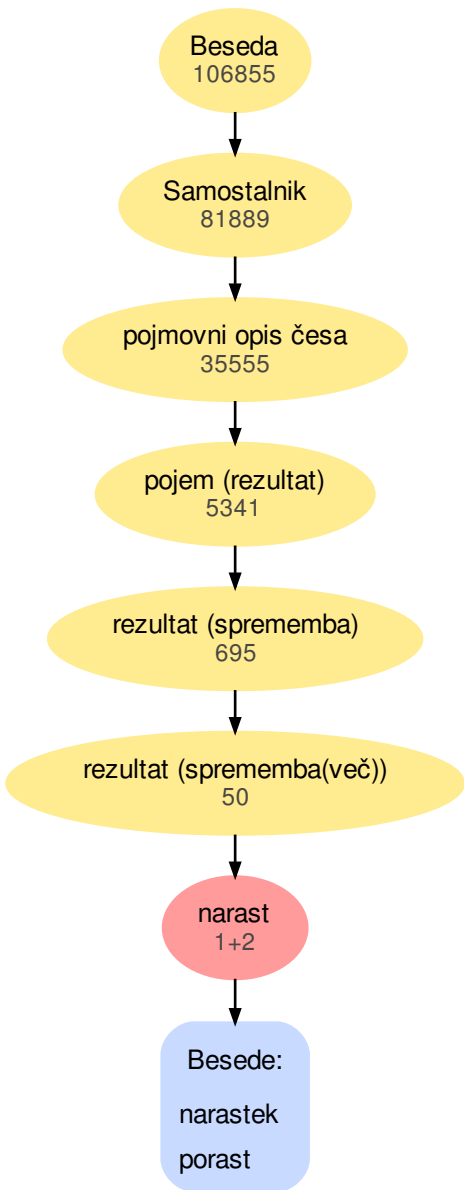 Beseda
106855
Samostalnik
81889
pojmovni opis česa
35555
pojem (rezultat)
5341
rezultat (sprememba)
695
rezultat (sprememba(več))
50
narast
1+2
Besede:
narastek
porast